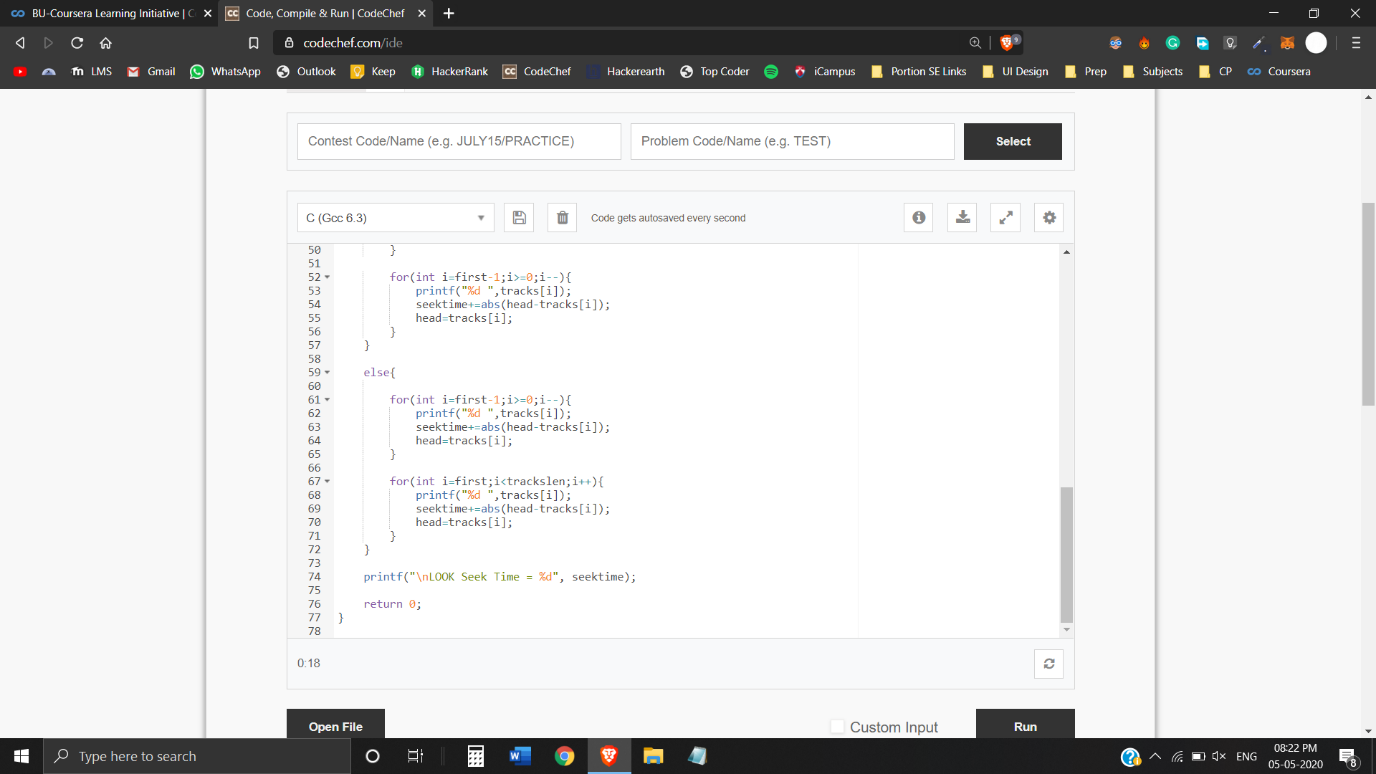 BU-Coursera Learning Initiative | C
Code, Compile & Run | CodeChef
codechef.com/ide
9
LMS
Gmail
WhatsApp
Outlook
Keep
HackerRank
CodeChef
Hackerearth
Top Coder
iCampus
Portion SE Links
UI Design
Prep
Subjects
CP
Coursera
Contest Code/Name (e.g. JULY15/PRACTICE)
Problem Code/Name (e.g. TEST)
Select
C (Gcc 6.3)
Code gets autosaved every second
50 }
51
52 for(int i=first-1;i>=0;i--){
53 printf("%d ",tracks[i]);
54 seektime+=abs(head-tracks[i]);
55 head=tracks[i];
56 }
57 }
58
59 else{
60
61 for(int i=first-1;i>=0;i--){
62 printf("%d ",tracks[i]);
63 seektime+=abs(head-tracks[i]);
64 head=tracks[i];
65 }
66
67 for(int i=first;i<trackslen;i++){
68 printf("%d ",tracks[i]);
69 seektime+=abs(head-tracks[i]);
70 head=tracks[i];
71 }
72 }
73
74 printf("\nLOOK Seek Time = %d", seektime);
75
76 return 0;
77 }
78
0:18
Open File
Custom Input
Run
Type here to search
ENG
08:22 PM
05-05-2020
8